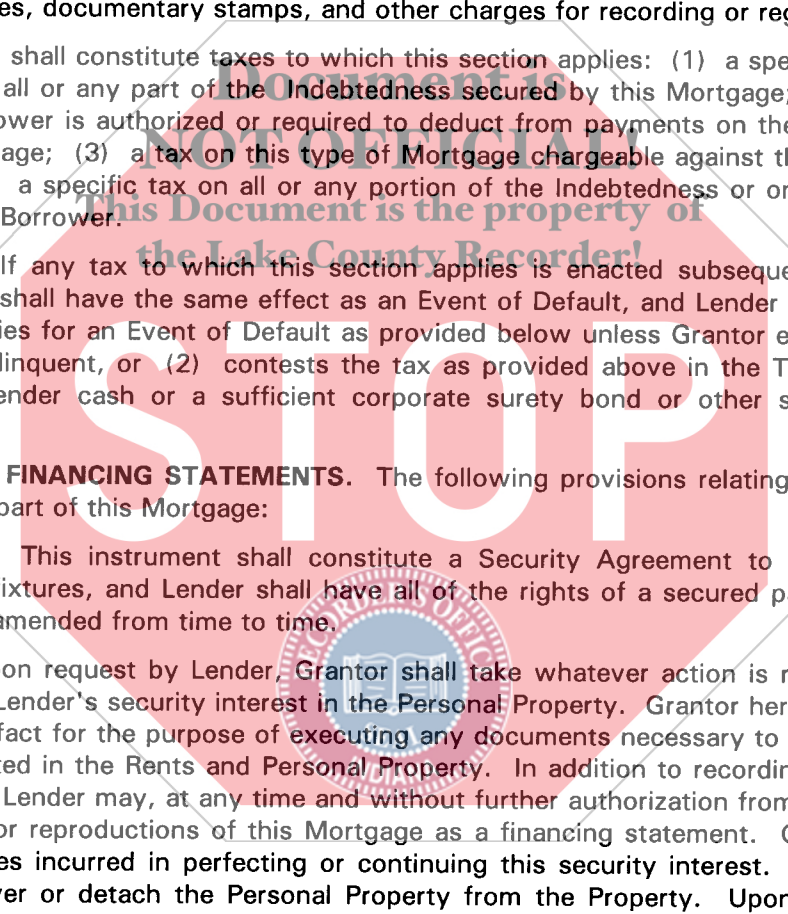 es, documentary stamps, and other charges for recording or reg
shall constitute taxes to which this section applies: (1) a spe
all or any part of the Indebtedness secured by this Mortgage;
ower is authorized or required to deduct from payments on the
age; (3) a tax on this type of Mortgage chargeable against th
a specific tax on all or any portion of the Indebtedness or or
Borrower.
If any tax to which this section applies is enacted subseque
shall have the same effect as an Event of Default, and Lender
ies for an Event of Default as provided below unless Grantor e
linquent, or (2) contests the tax as provided above in the T
ender cash or a sufficient corporate surety bond or other s
FINANCING STATEMENTS. The following provisions relating
part of this Mortgage:
This instrument shall constitute a Security Agreement to
ixtures, and Lender shall have all of the rights of a secured p
amended from time to time.
on request by Lender, Grantor shall take whatever action is r
Lender's security interest in the Personal Property. Grantor her
fact for the purpose of executing any documents necessary to
ted in the Rents and Personal Property. In addition to recordin
Lender may, at any time and without further authorization from
or reproductions of this Mortgage as a financing statement.
es incurred in perfecting or continuing this security interest.
ver or detach the Personal Property from the Property. Upon
Document is
NOT OFFICIAL!
This Document is the property of
the Lake County Recorder!
STOP
RECORDER'S OFFICE
INDIANA